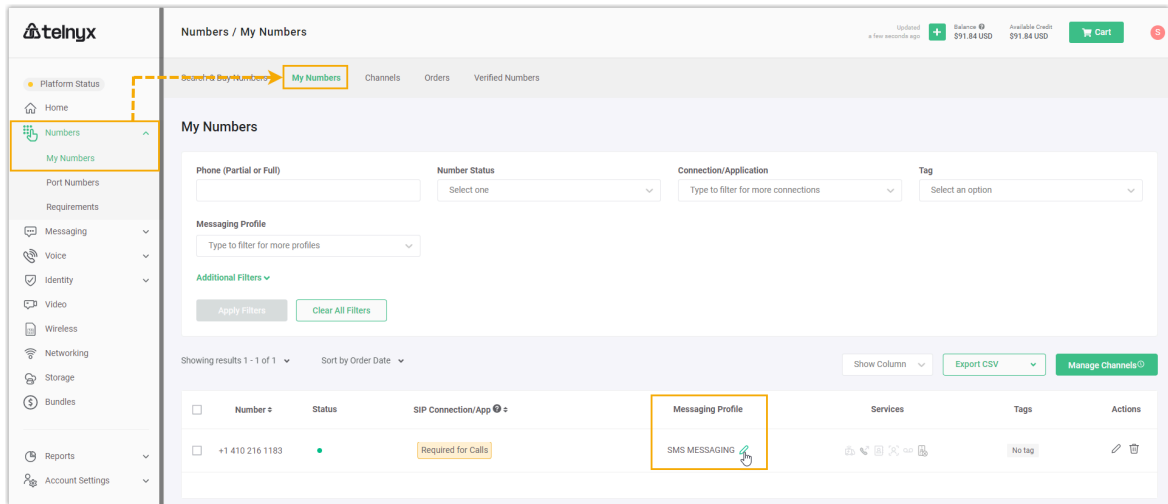 telnyx
Numbers / My Numbers
Updated
a few seconds ago
Balance
$91.84 USD
Available Credit
$91.84 USD
Cart
S
Platform Status
Home
Numbers
My Numbers
Port Numbers
Requirements
Messaging
Voice
Identity
Video
Wireless
Networking
Storage
Bundles
Reports
Account Settings
Search & Buy Numbers
My Numbers
Channels
Orders
Verified Numbers
My Numbers
Phone (Partial or Full)
Number Status
Select one
Connection/Application
Type to filter for more connections
Tag
Select an option
Messaging Profile
Type to filter for more profiles
Additional Filters
Apply Filters
Clear All Filters
Showing results 1 - 1 of 1
Sort by Order Date
Show Column
Export CSV
Manage Channels
Number
Status
SIP Connection/App
Messaging Profile
Services
Tags
Actions
+1 410 216 1183
Required for Calls
SMS MESSAGING
No tag